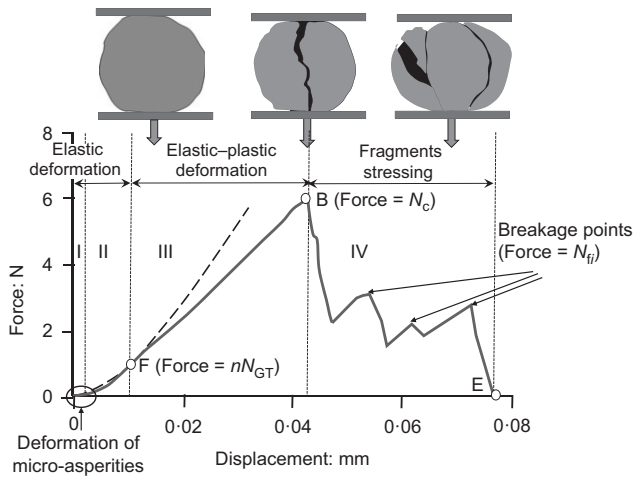 8
Elastic
deformation
Elastic–plastic
deformation
Fragments
stressing
6
B (Force = Nc)
Breakage points
(Force = Nfi)
I
II
III
IV
Force: N
4
2
F (Force = nNGT)
E
0
0
0·02
0·04
0·06
0·08
Deformation of
micro-asperities
Displacement: mm